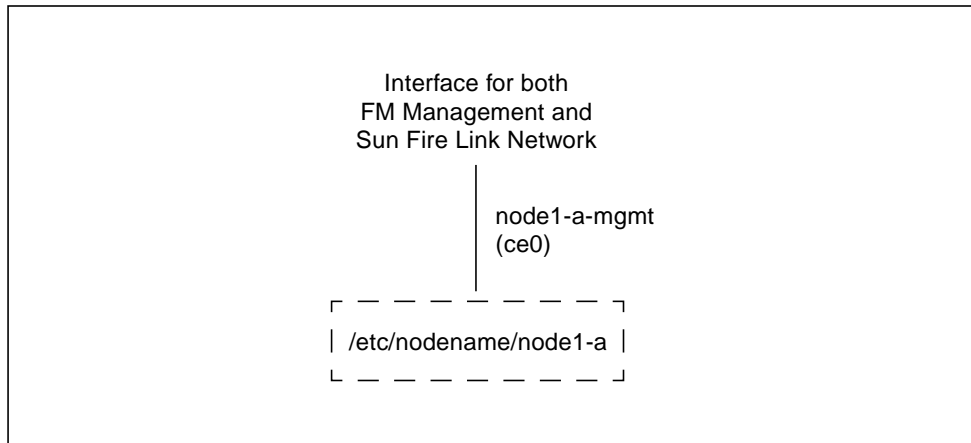 Interface for both
FM Management and
Sun Fire Link Network
node1-a-mgmt
(ce0)
/etc/nodename/node1-a